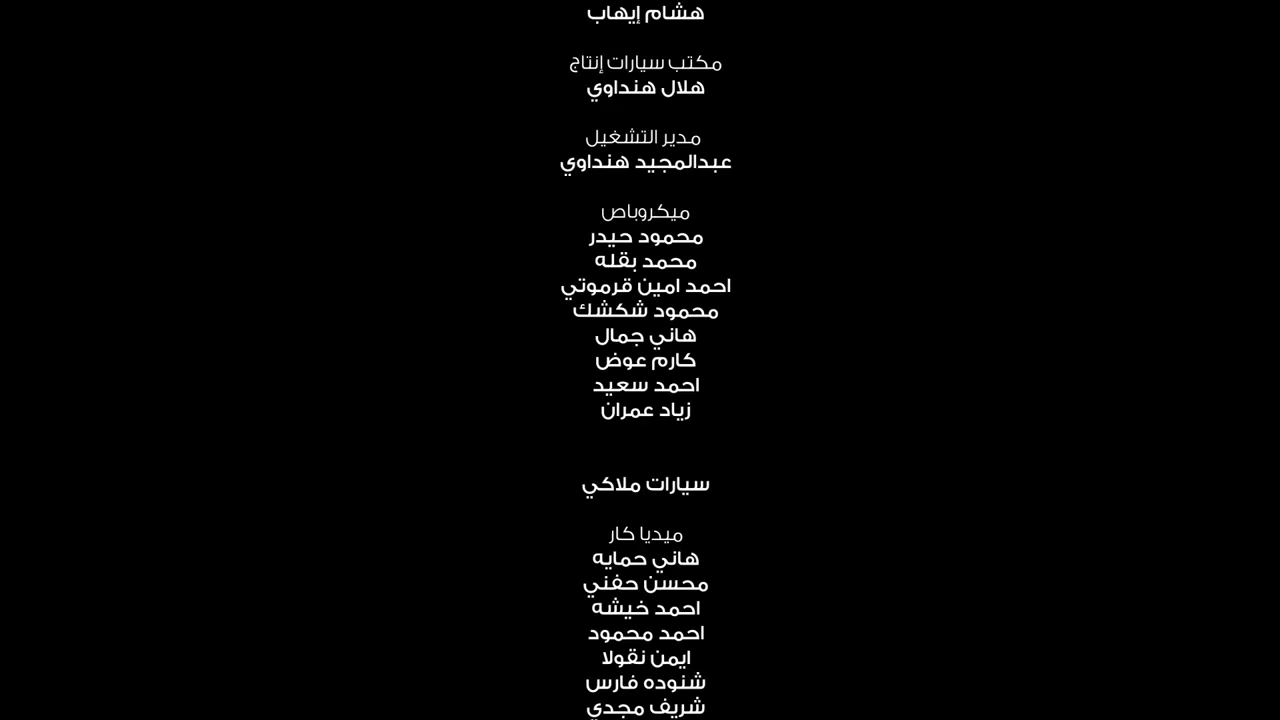 هشام إيهاب
مكتب سيارات إنتاج
هلال هنداوي
مدير التشغيل
عبدالمجيد هنداوي
ميكروباص
محمود حيدر
محمد بقله
احمد امين قرموتي
محمود شكشك
هاني جمال
كارم عوض
احمد سعيد
زياد عمران
سيارات ملاكي
ميديا كار
هاني حمايه
محسن حفني
احمد خيشه
احمد محمود
ايمن نقولا
شنوده فارس
شريف مجدي